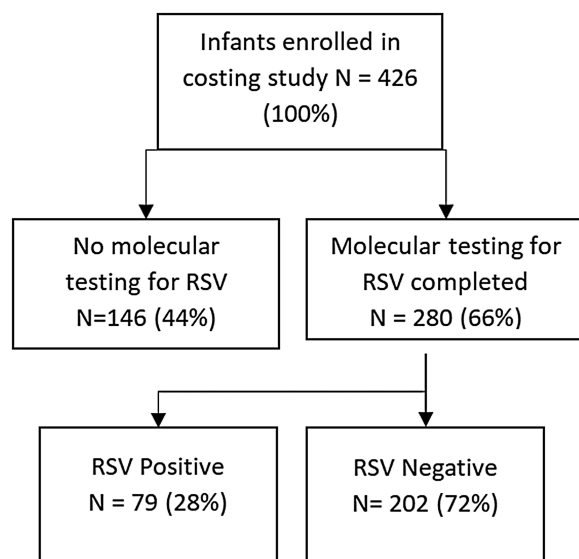 Infants enrolled in
costing study N = 426
(100%)
No molecular
testing for RSV
N=146 (44%)
Molecular testing for
RSV completed
N = 280 (66%)
RSV Positive
N = 79 (28%)
RSV Negative
N= 202 (72%)